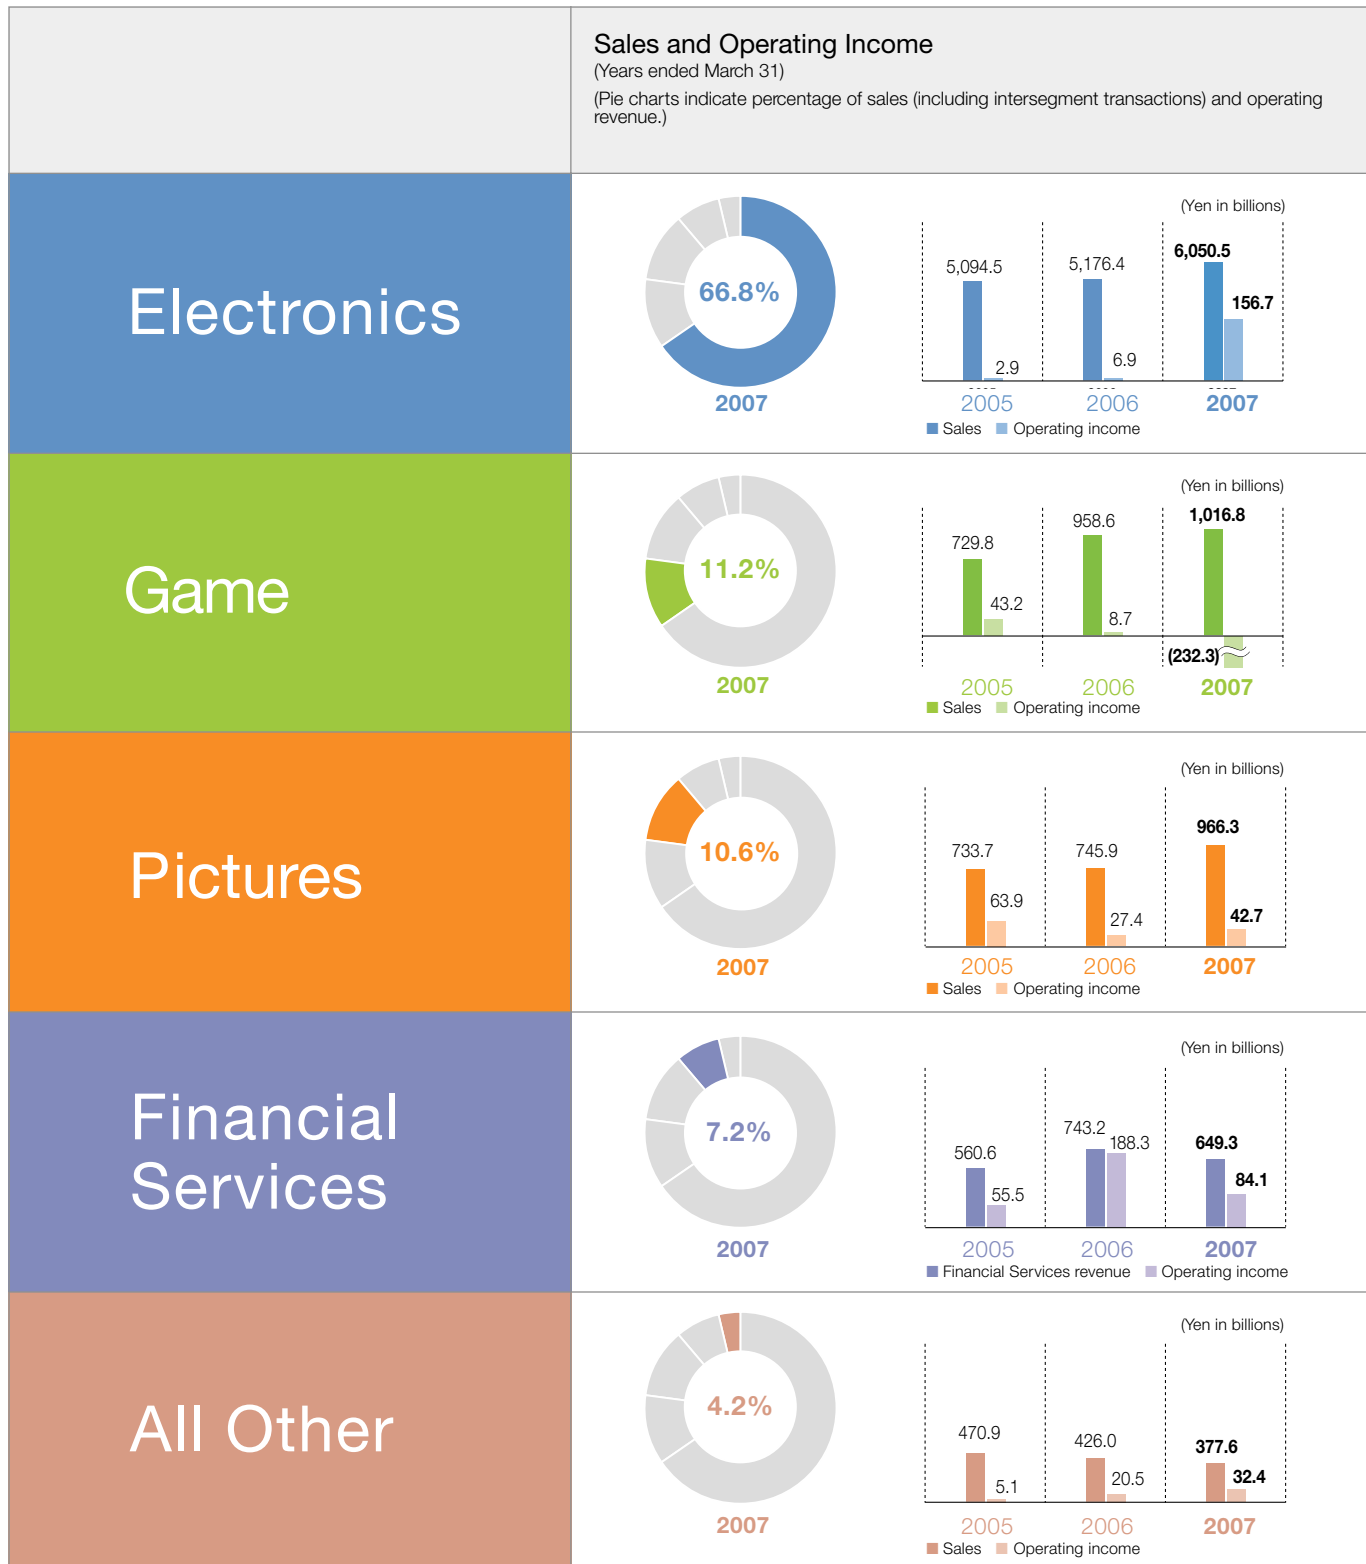 Sales and Operating Income
(Years ended March 31)
(Pie charts indicate percentage of sales (including intersegment transactions) and operating
revenue.)
Electronics
66.8%
2007
(Yen in billions)
5,094.5
2.9
5,176.4
6.9
6,050.5
156.7
2005 2006 2007
Sales Operating income
Game
11.2%
2007
(Yen in billions)
729.8
43.2
958.6
8.7
1,016.8
(232.3)
2005 2006 2007
Sales Operating income
Pictures
10.6%
2007
(Yen in billions)
733.7
63.9
745.9
27.4
966.3
42.7
2005 2006 2007
Sales Operating income
Financial
Services
7.2%
2007
(Yen in billions)
560.6
55.5
743.2
188.3
649.3
84.1
2005 2006 2007
Financial Services revenue Operating income
All Other
4.2%
2007
(Yen in billions)
470.9
5.1
426.0
20.5
377.6
32.4
2005 2006 2007
Sales Operating income